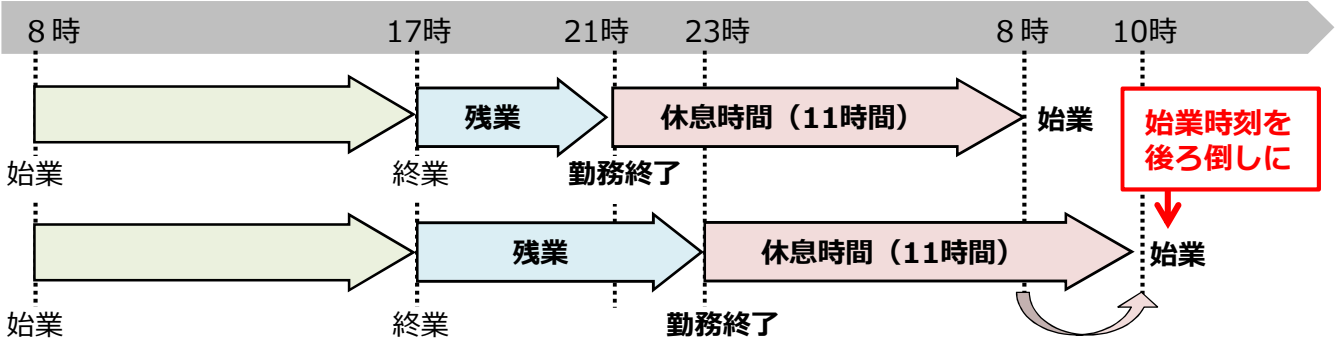 ８時 17時 21時 23時 ８時 10時
残業 休息時間（11時間） 始業
始業時刻を
後ろ倒しに
始業 終業 勤務終了
残業 休息時間（11時間） 始業
始業 終業 勤務終了